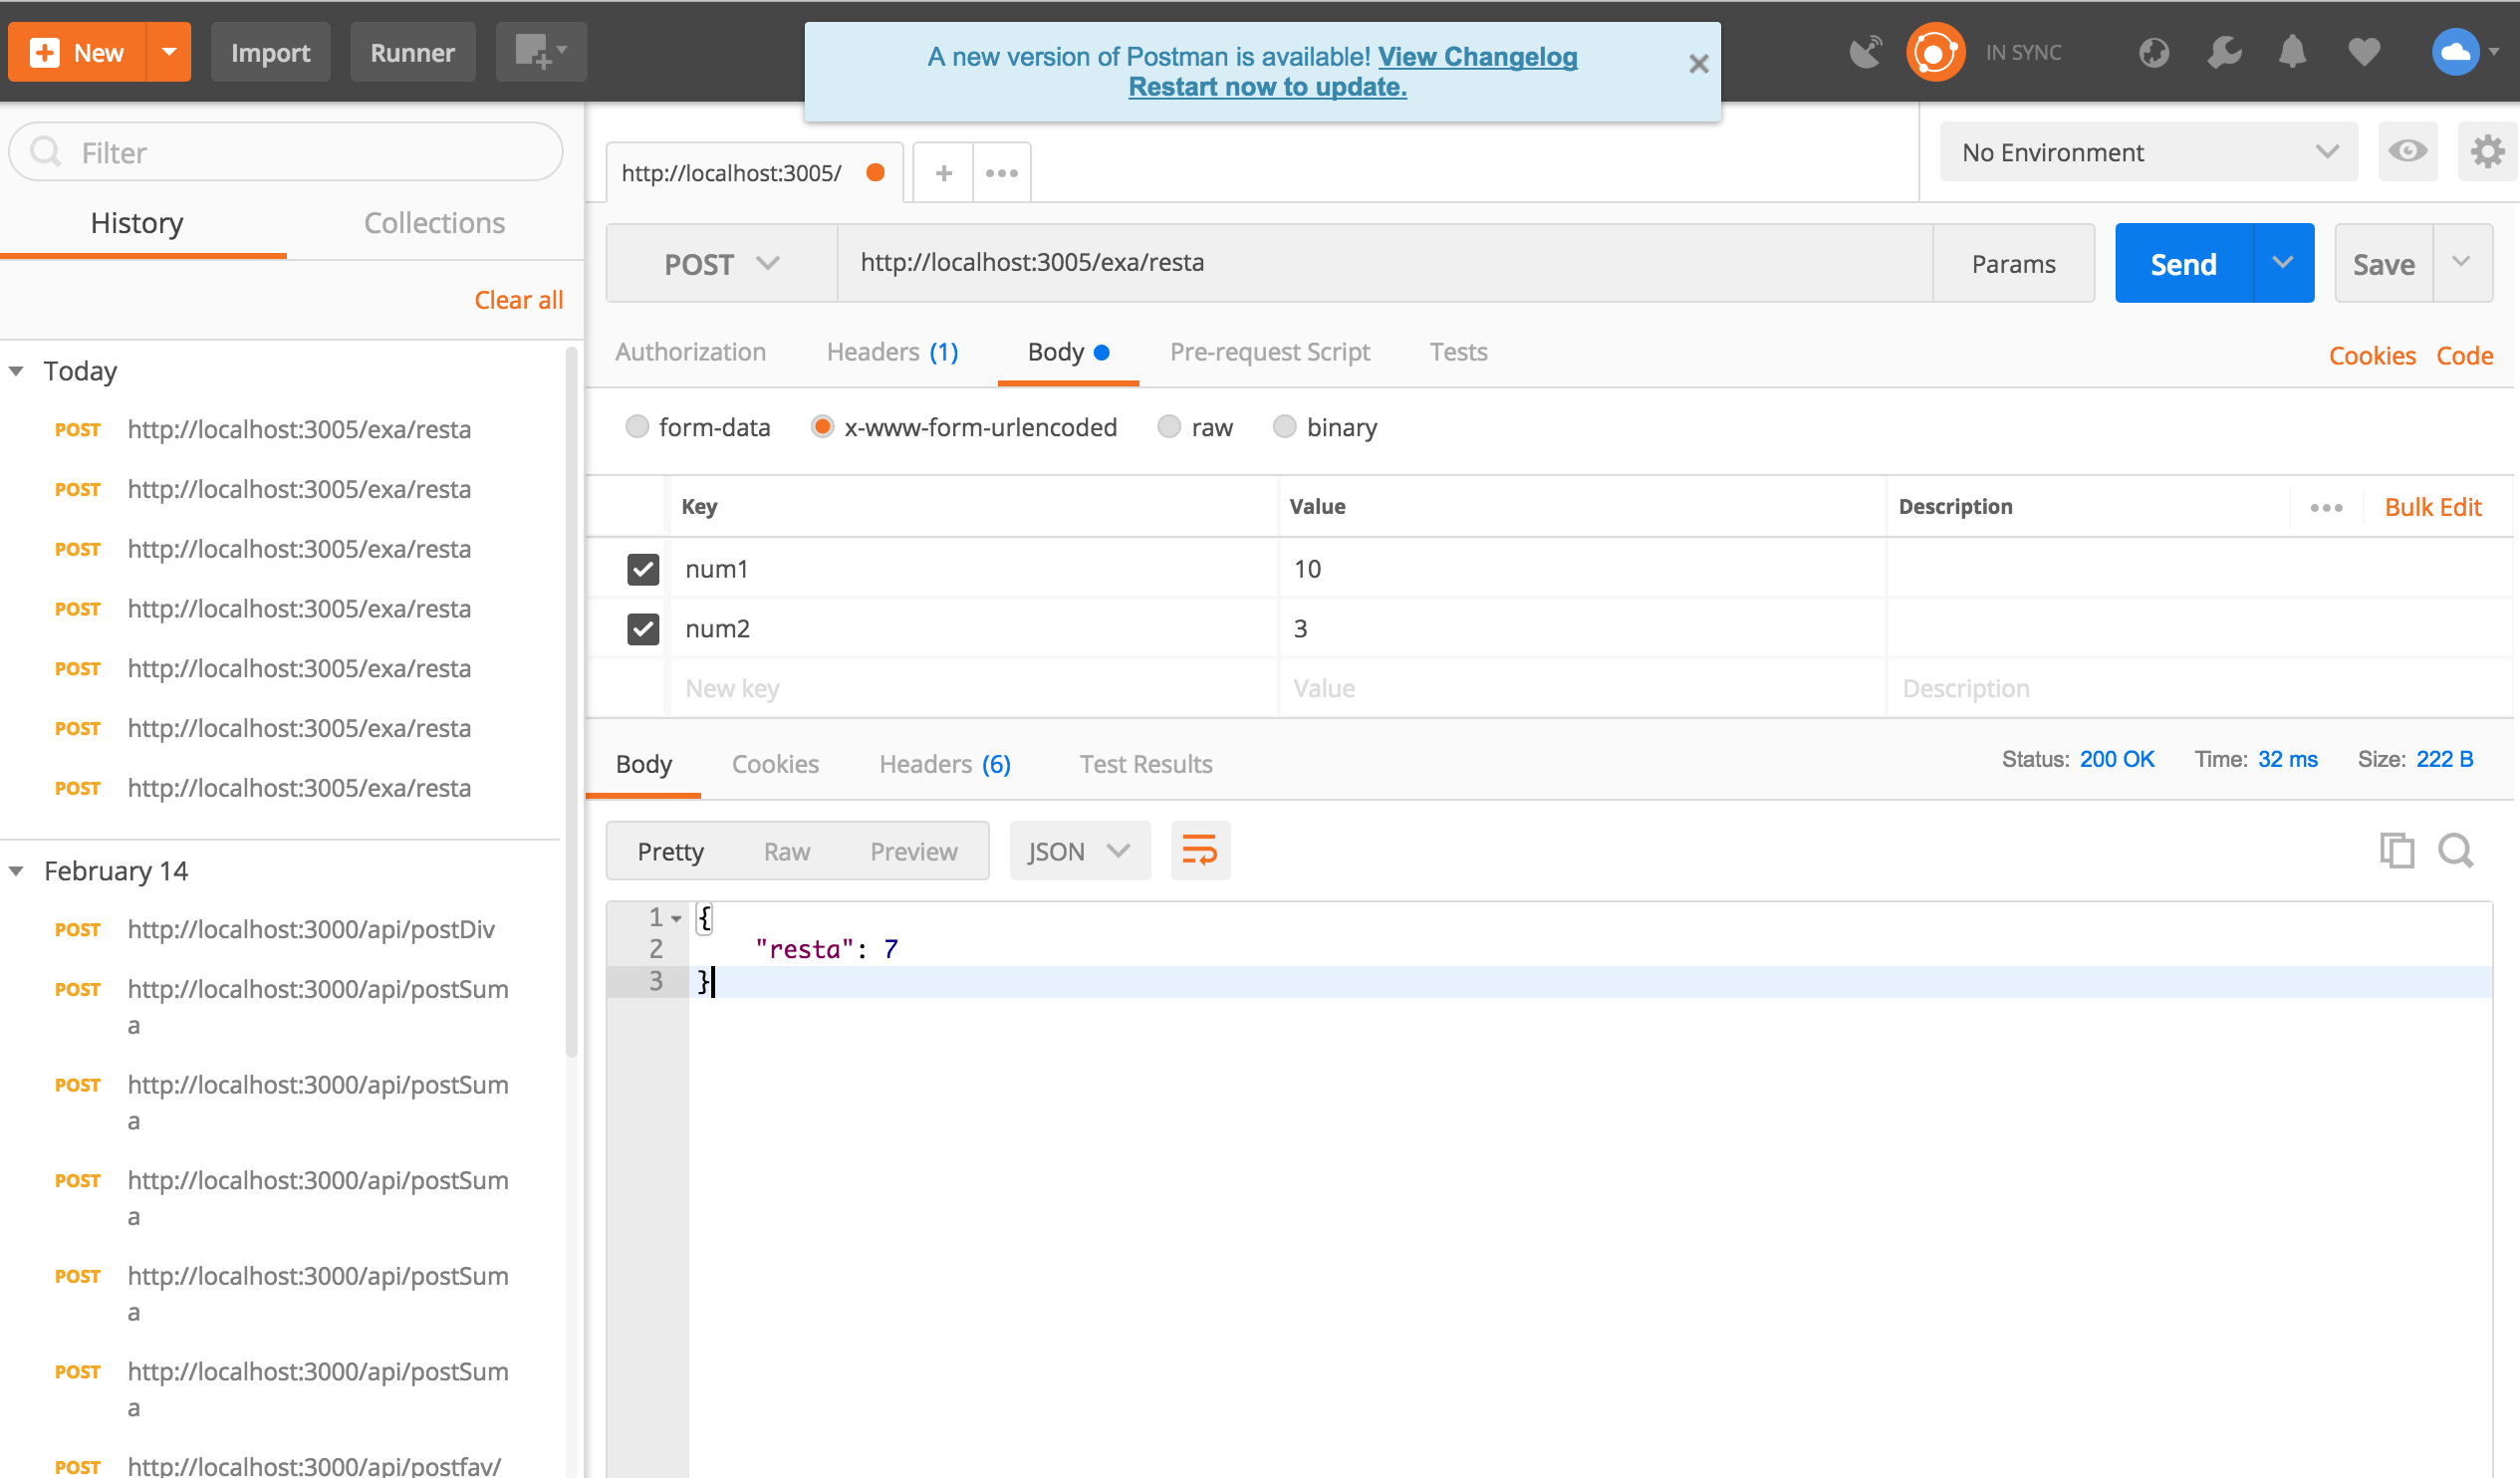 New
Import
Runner
A new version of Postman is available! View Changelog
Restart now to update.
IN SYNC
Filter
History
Collections
Clear all
Today
POST http://localhost:3005/exa/resta
POST http://localhost:3005/exa/resta
POST http://localhost:3005/exa/resta
POST http://localhost:3005/exa/resta
POST http://localhost:3005/exa/resta
POST http://localhost:3005/exa/resta
POST http://localhost:3005/exa/resta
February 14
POST http://localhost:3000/api/postDiv
POST http://localhost:3000/api/postSum
a
POST http://localhost:3000/api/postSum
a
POST http://localhost:3000/api/postSum
a
POST http://localhost:3000/api/postSum
a
POST http://localhost:3000/api/postSum
a
POST http://localhost:3000/api/postfav/
http://localhost:3005/
No Environment
POST http://localhost:3005/exa/resta Params Send Save
Authorization Headers (1) Body Pre-request Script Tests Cookies Code
form-data x-www-form-urlencoded raw binary
Key Value Description Bulk Edit
num1 10
num2 3
New key Value Description
Body Cookies Headers (6) Test Results Status: 200 OK Time: 32 ms Size: 222 B
Pretty Raw Preview JSON
1 {
2 "resta": 7
3 }